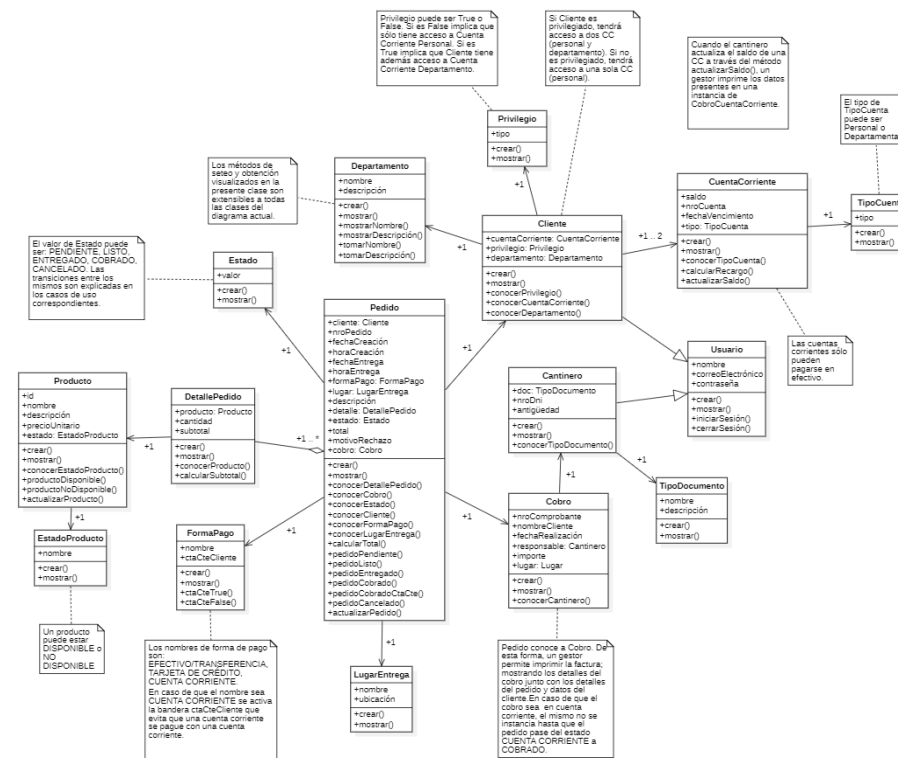 Privilegio puede ser True o
False. Si es False implica que
sólo tiene acceso a Cuenta
Corriente Personal. Si es
True implica que Cliente tiene
además acceso a Cuenta
Corriente Departamento.
Si Cliente es
privilegiado, tendrá
acceso a dos CC
(personal y
departamento). Si no
es privilegiado, tendrá
acceso a una sola CC
(personal).
Cuando el cantinero
actualiza el saldo de una
CC a través del método
actualizarSaldo(), un
gestor imprime los datos
presentes en una
instancia de
CobroCuentaCorriente.
El tipo de
TipoCuenta
puede ser
Personal o
Departamenta
Privilegio
+tipo
+crear()
+mostrar()
+1
Los métodos de
seteo y obtención
visualizados en la
presente clase son
extensibles a todas
las clases del
diagrama actual.
Departamento
+nombre
+descripción
+crear()
+mostrar()
+mostrarNombre()
+mostrarDescripción()
+tomarNombre()
+tomarDescripción()
+1
Cliente
+cuentaCorriente: CuentaCorriente
+privilegio: Privilegio
+departamento: Departamento
+crear()
+mostrar()
+conocerPrivilegio()
+conocerCuentaCorriente()
+conocerDepartamento()
+1 .. 2
CuentaCorriente
+saldo
+nroCuenta
+fechaVencimiento
+tipo: TipoCuenta
+crear()
+mostrar()
+conocerTipoCuenta()
+calcularRecargo()
+actualizarSaldo()
+1
TipoCuent
+tipo
+crear()
+mostrar()
El valor de Estado puede
ser: PENDIENTE, LISTO,
ENTREGADO, COBRADO,
CANCELADO. Las
transiciones entre los
mismos son explicadas en
los casos de uso
correspondientes.
Estado
+valor
+crear()
+mostrar()
+1
Pedido
+cliente: Cliente
+nroPedido
+fechaCreación
+horaCreación
+fechaEntrega
+horaEntrega
+formaPago: FormaPago
+lugar: LugarEntrega
+descripción
+detalle: DetallePedido
+estado: Estado
+total
+motivoRechazo
+cobro: Cobro
+crear()
+mostrar()
+conocerDetallePedido()
+conocerCobro()
+conocerEstado()
+conocerCliente()
+conocerFormaPago()
+conocerLugarEntrega()
+calcularTotal()
+pedidoPendiente()
+pedidoListo()
+pedidoEntregado()
+pedidoCobrado()
+pedidoCobradoCtaCte()
+pedidoCancelado()
+actualizarPedido()
+1
Las cuentas
corrientes sólo
pueden
pagarse en
efectivo.
Usuario
+nombre
+correoElectrónico
+contraseña
+crear()
+mostrar()
+iniciarSesión()
+cerrarSesión()
Cantinero
+doc: TipoDocumento
+nroDni
+antigüedad
+crear()
+mostrar()
+conocerTipoDocumento()
+1
TipoDocumento
+nombre
+descripción
+crear()
+mostrar()
Producto
+id
+nombre
+descripción
+precioUnitario
+estado: EstadoProducto
+crear()
+mostrar()
+conocerEstadoProducto()
+productoDisponible()
+productoNoDisponible()
+actualizarProducto()
+1
DetallePedido
+producto: Producto
+cantidad
+subtotal
+crear()
+mostrar()
+conocerProducto()
+calcularSubtotal()
+1 .. *
+1
EstadoProducto
+nombre
+crear()
+mostrar()
Un producto
puede estar
DISPONIBLE o
NO
DISPONIBLE
+1
FormaPago
+nombre
+ctaCteCliente
+crear()
+mostrar()
+ctaCteTrue()
+ctaCteFalse()
Los nombres de forma de pago
son:
EFECTIVO/TRANSFERENCIA,
TARJETA DE CRÉDITO,
CUENTA CORRIENTE.
En caso de que el nombre sea
CUENTA CORRIENTE se activa
la bandera ctaCteCliente que
evita que una cuenta corriente
se pague con una cuenta
corriente.
+1
LugarEntrega
+nombre
+ubicación
+crear()
+mostrar()
+1
+1
Cobro
+nroComprobante
+nombreCliente
+fechaRealización
+responsable: Cantinero
+importe
+lugar: Lugar
+crear()
+mostrar()
+conocerCantinero()
Pedido conoce a Cobro. De
esta forma, un gestor
permite imprimir la factura;
mostrando los detalles del
cobro junto con los detalles
del pedido y datos del
cliente.En caso de que el
cobro sea en cuenta
corriente, el mismo no se
instancia hasta que el
pedido pase del estado
CUENTA CORRIENTE a
COBRADO.